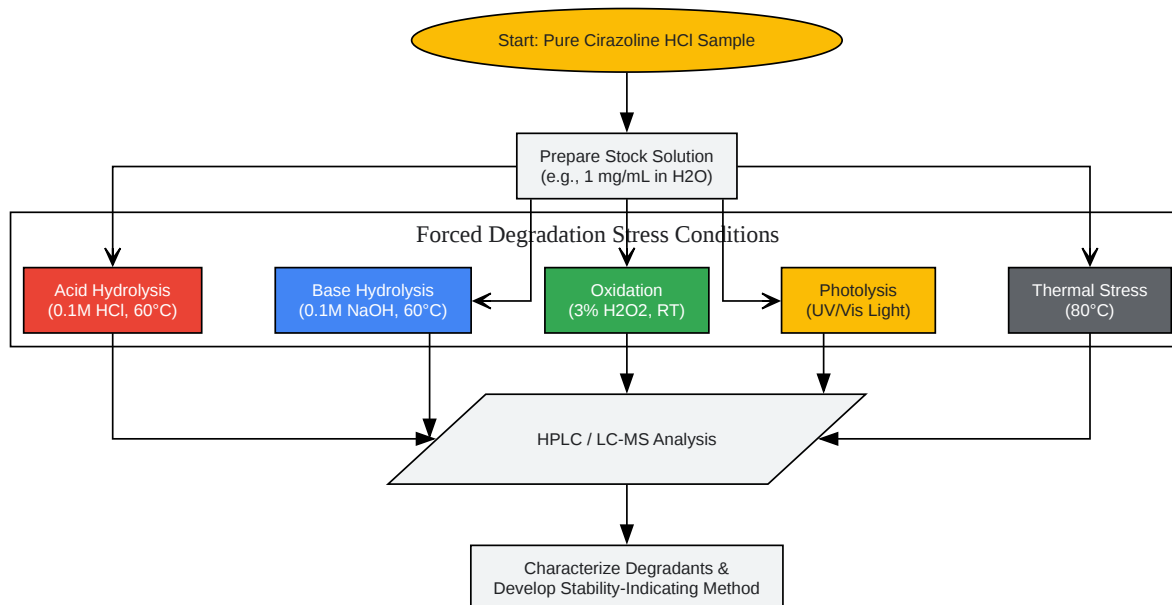 Start: Pure Cirazoline HCl Sample
Prepare Stock Solution
(e.g., 1 mg/mL in H2O)
Forced Degradation Stress Conditions
Acid Hydrolysis
(0.1M HCl, 60°C)
Base Hydrolysis
(0.1M NaOH, 60°C)
Oxidation
(3% H2O2, RT)
Photolysis
(UV/Vis Light)
Thermal Stress
(80°C)
HPLC / LC-MS Analysis
Characterize Degradants &
Develop Stability-Indicating Method